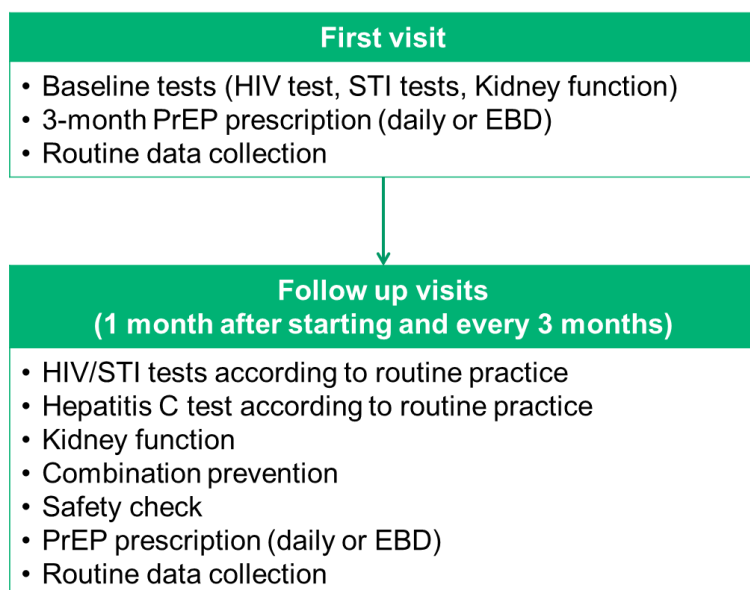 First visit
• Baseline tests (HIV test, STI tests, Kidney function)
• 3-month PrEP prescription (daily or EBD)
• Routine data collection
Follow up visits
(1 month after starting and every 3 months)
• HIV/STI tests according to routine practice
• Hepatitis C test according to routine practice
• Kidney function
• Combination prevention
• Safety check
• PrEP prescription (daily or EBD)
• Routine data collection